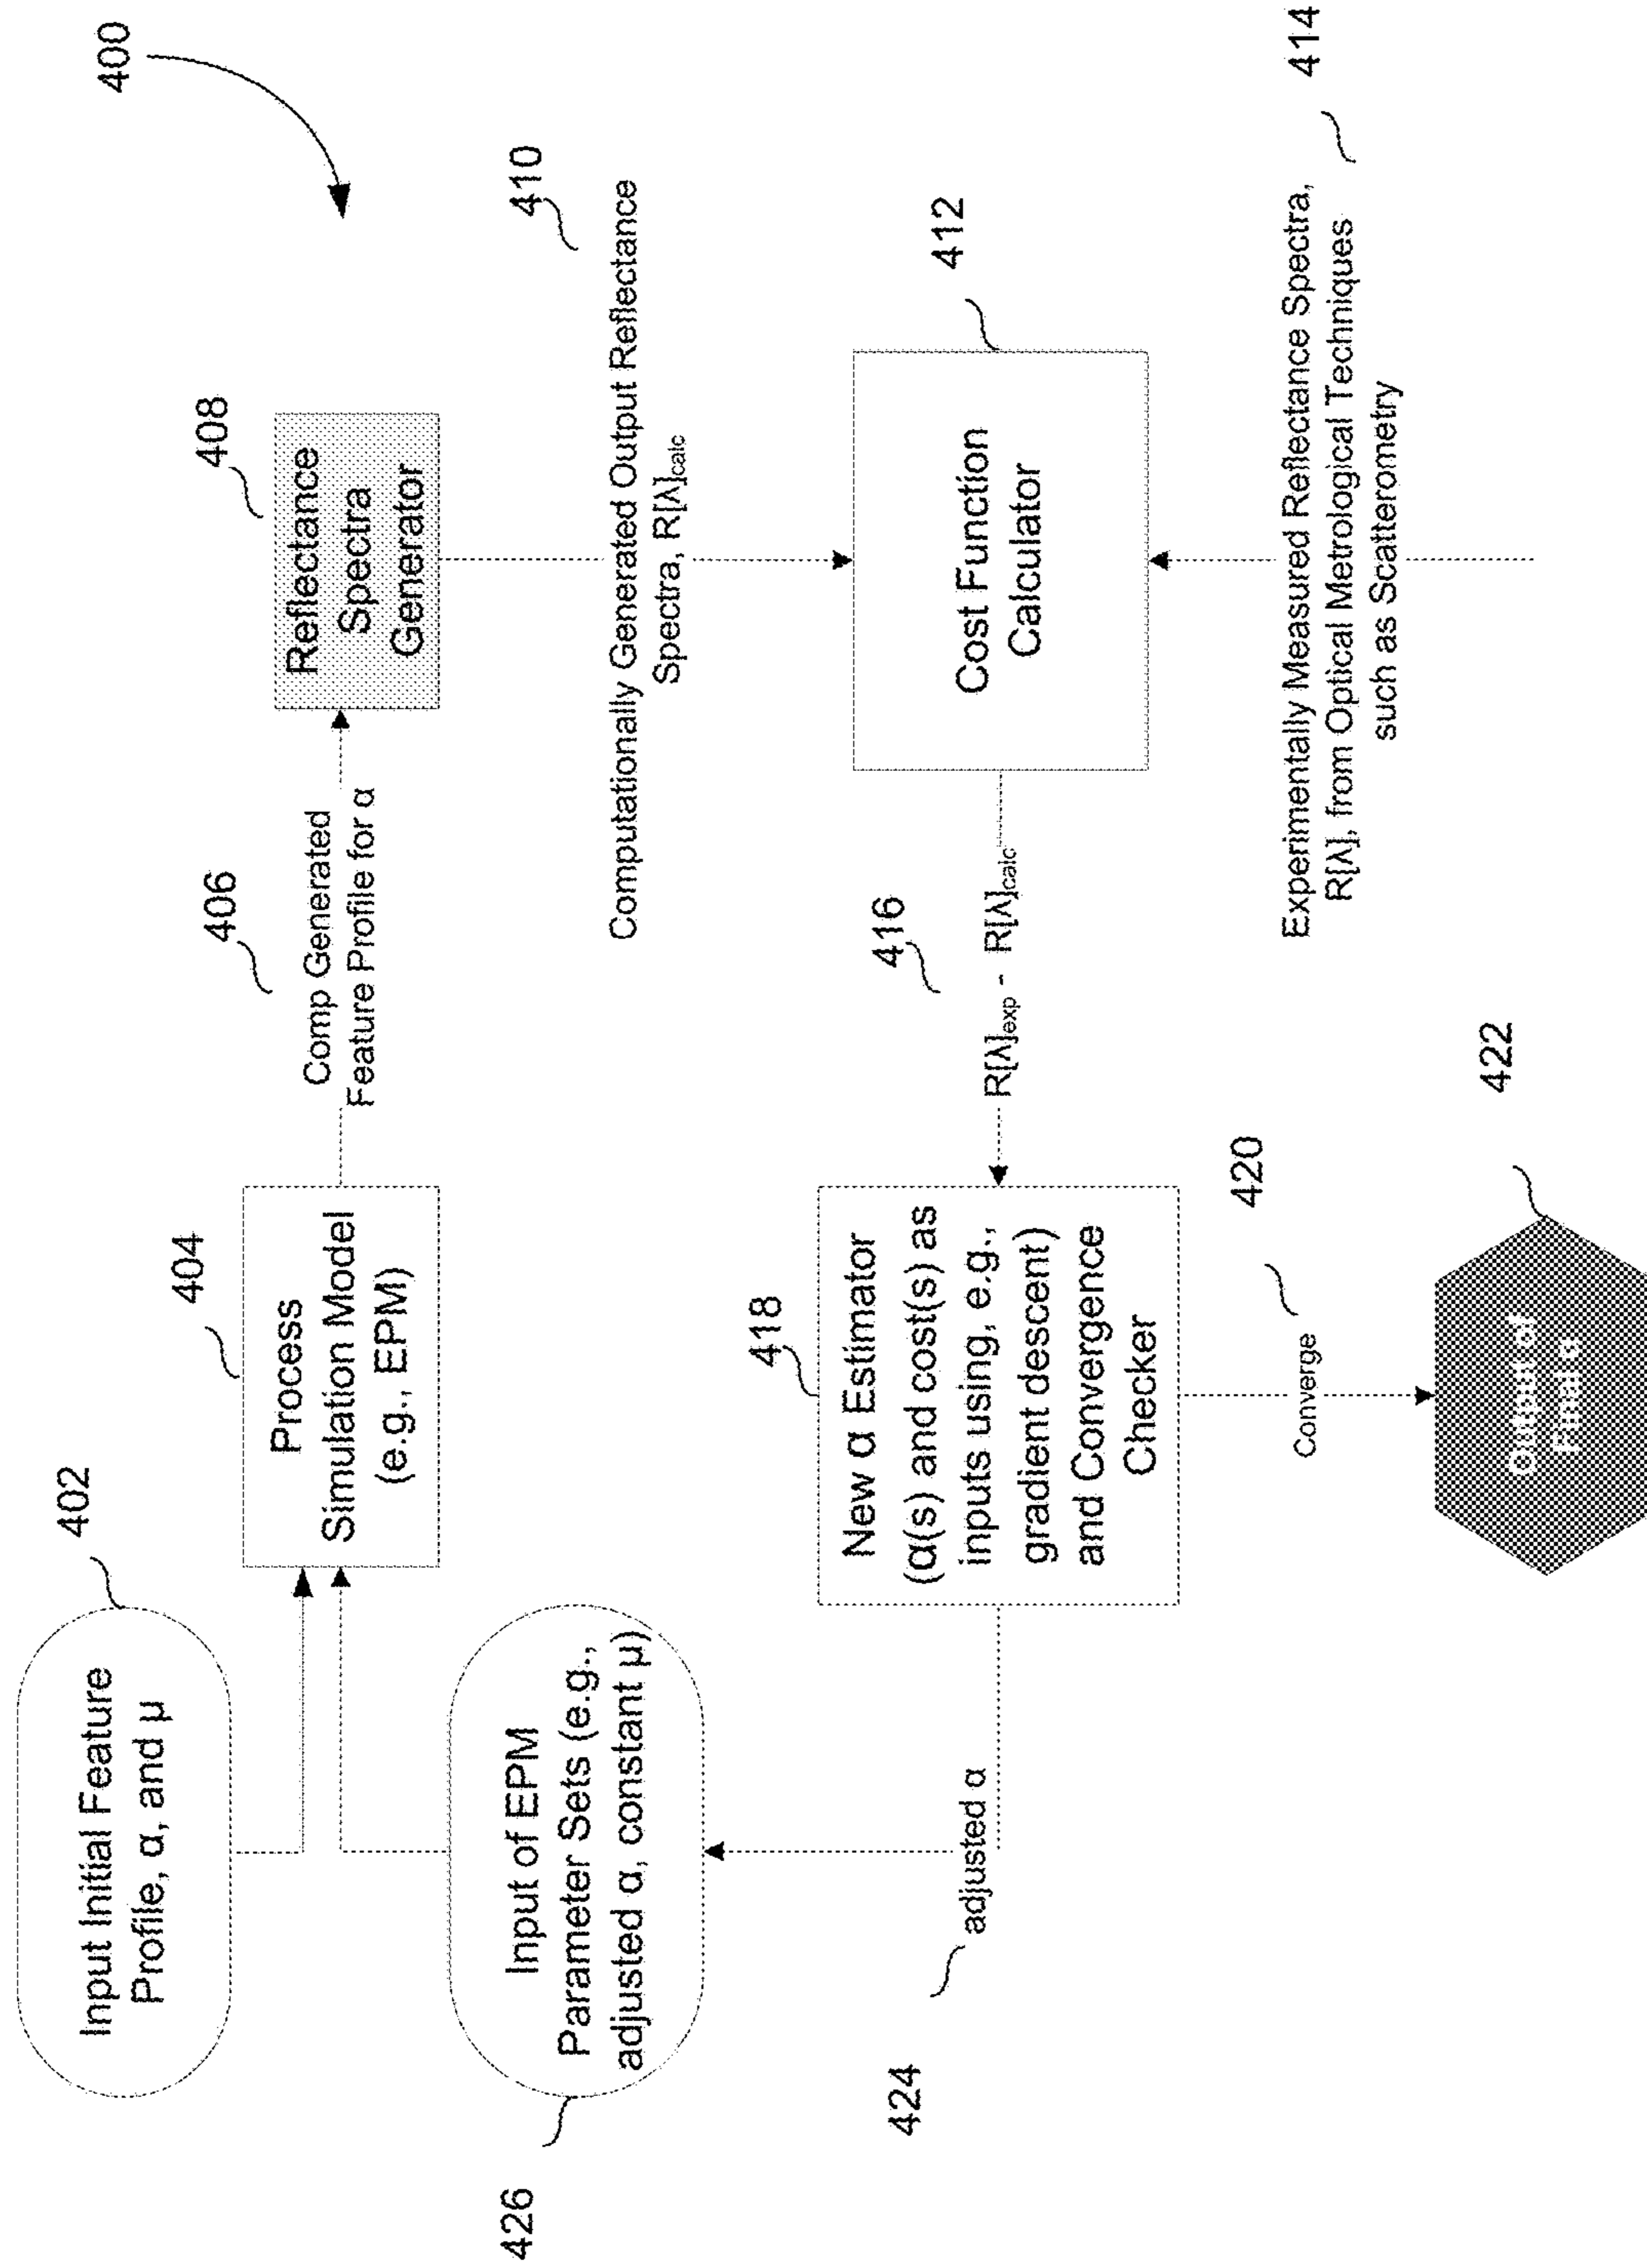 400
402
Input Initial Feature
Profile, α, and μ
404
Process
Simulation Model
(e.g., EPM)
406
Comp Generated
Feature Profile for α
408
Reflectance
Spectra
Generator
410
Computationally Generated Output Reflectance
Spectra, R[λ]calc
412
Cost Function
Calculator
414
Experimentally Measured Reflectance Spectra,
R[λ], from Optical Metrological Techniques
such as Scatterometry
416
R[λ]exp - R[λ]calc
418
New α Estimator
(α(s) and cost(s) as
inputs using, e.g.,
gradient descent)
and Convergence
Checker
420
Converge
422
Output of
Final α
424
adjusted α
426
Input of EPM
Parameter Sets (e.g.,
adjusted α, constant μ)